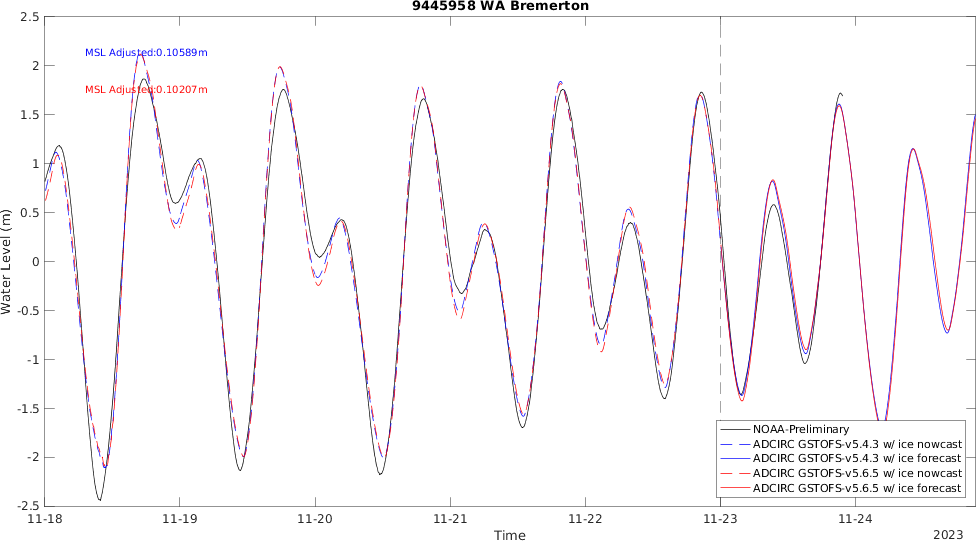 9445958 WA Bremerton
2.5
MSL Adjusted:0.10589m
2
MSL Adjusted:0.10207m
1.5
1
0.5
0
-0.5
-1
-1.5
-2
-2.5
Water Level (m)
NOAA-Preliminary
ADCIRC GSTOFS-v5.4.3 w/ ice nowcast
ADCIRC GSTOFS-v5.4.3 w/ ice forecast
ADCIRC GSTOFS-v5.6.5 w/ ice nowcast
ADCIRC GSTOFS-v5.6.5 w/ ice forecast
11-18 11-19 11-20 11-21 11-22 11-23 11-24
Time
2023